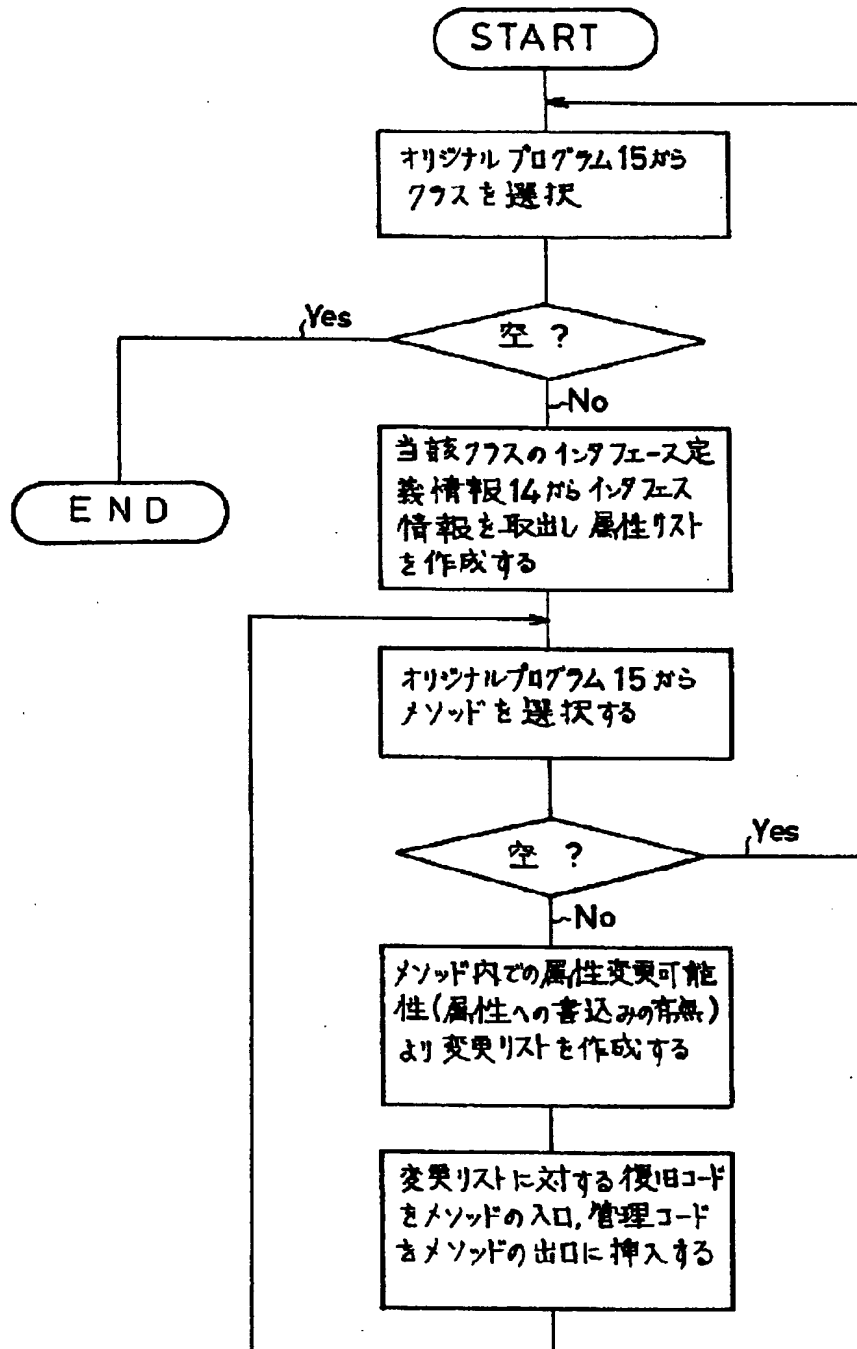 START
オリジナルプログラム15から
クラスを選択
Yes
空？
No
END
当該クラスのインタフェース定
義情報14からインタフェス
情報を取出し属性リスト
を作成する
オリジナルプログラム15から
メソッドを選択する
空？
Yes
No
メソッド内での属性変更可能
性(属性への書込みの有無)
より変更リストを作成する
変更リストに対する復旧コード
をメソッドの入口,管理コード
をメソッドの出口に挿入する